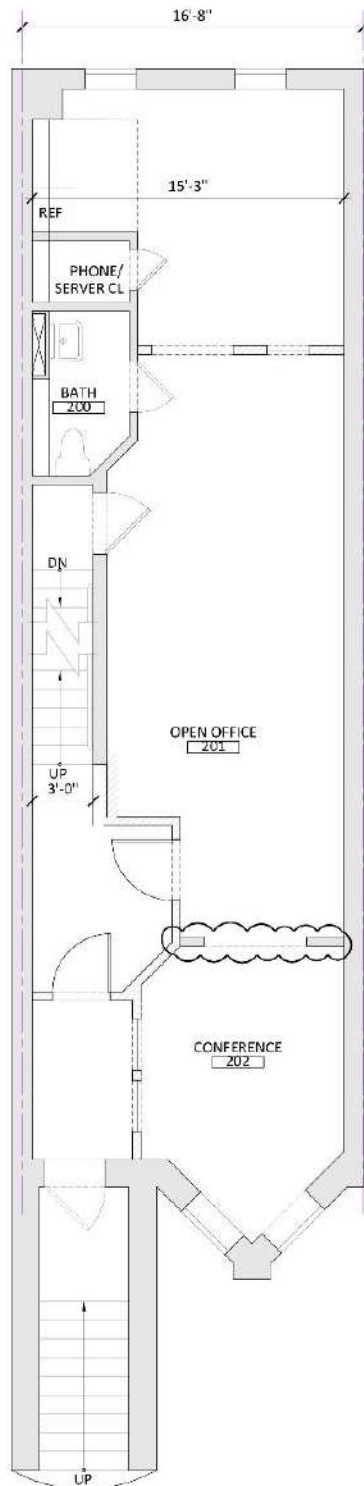 16'-8"
15'-3"
REF
PHONE/
SERVER CL
BATH
200
DN
OPEN OFFICE
201
UP
3'-0"
CONFERENCE
202
UP